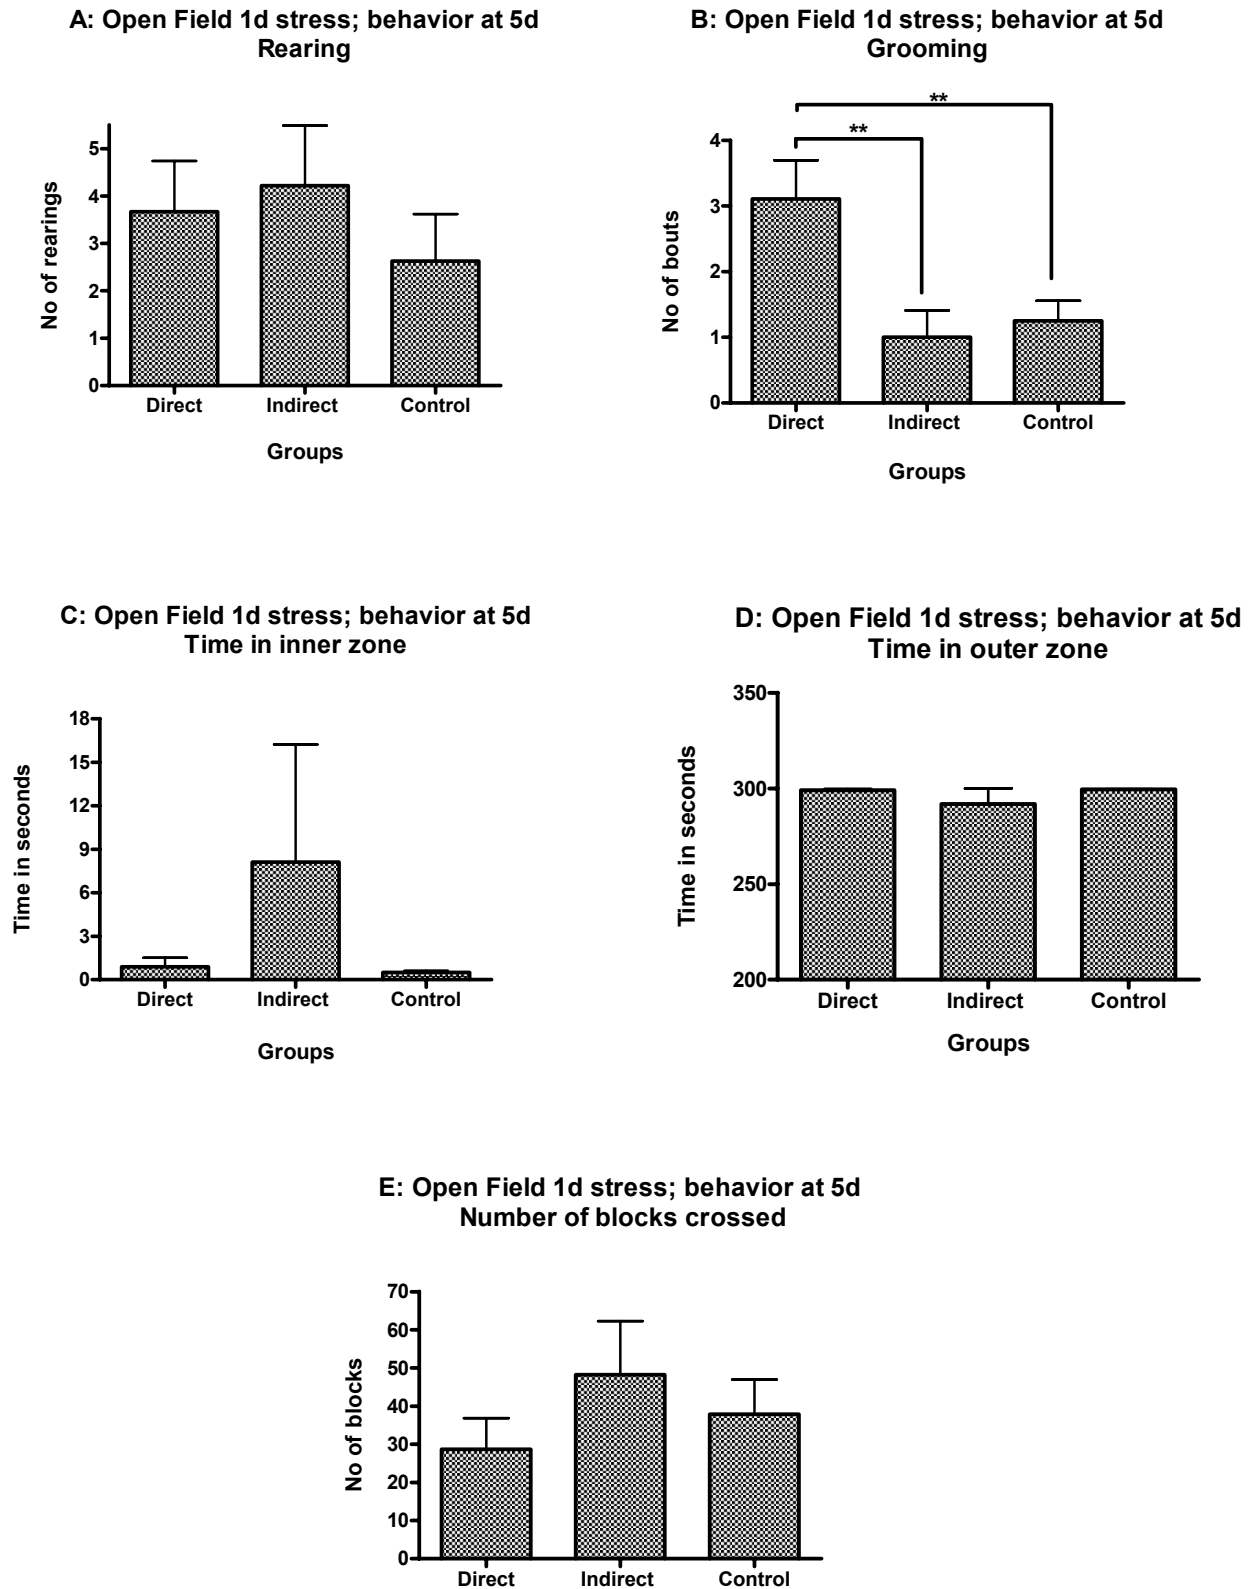 A: Open Field 1d stress; behavior at 5d
Rearing
No of rearings
5
4
3
2
1
0
Direct Indirect Control
Groups
B: Open Field 1d stress; behavior at 5d
Grooming
**
**
No of bouts
4
3
2
1
0
Direct Indirect Control
Groups
C: Open Field 1d stress; behavior at 5d
Time in inner zone
Time in seconds
18
15
12
9
6
3
0
Direct Indirect Control
Groups
D: Open Field 1d stress; behavior at 5d
Time in outer zone
Time in seconds
350
300
250
200
Direct Indirect Control
Groups
E: Open Field 1d stress; behavior at 5d
Number of blocks crossed
No of blocks
70
60
50
40
30
20
10
0
Direct Indirect Control